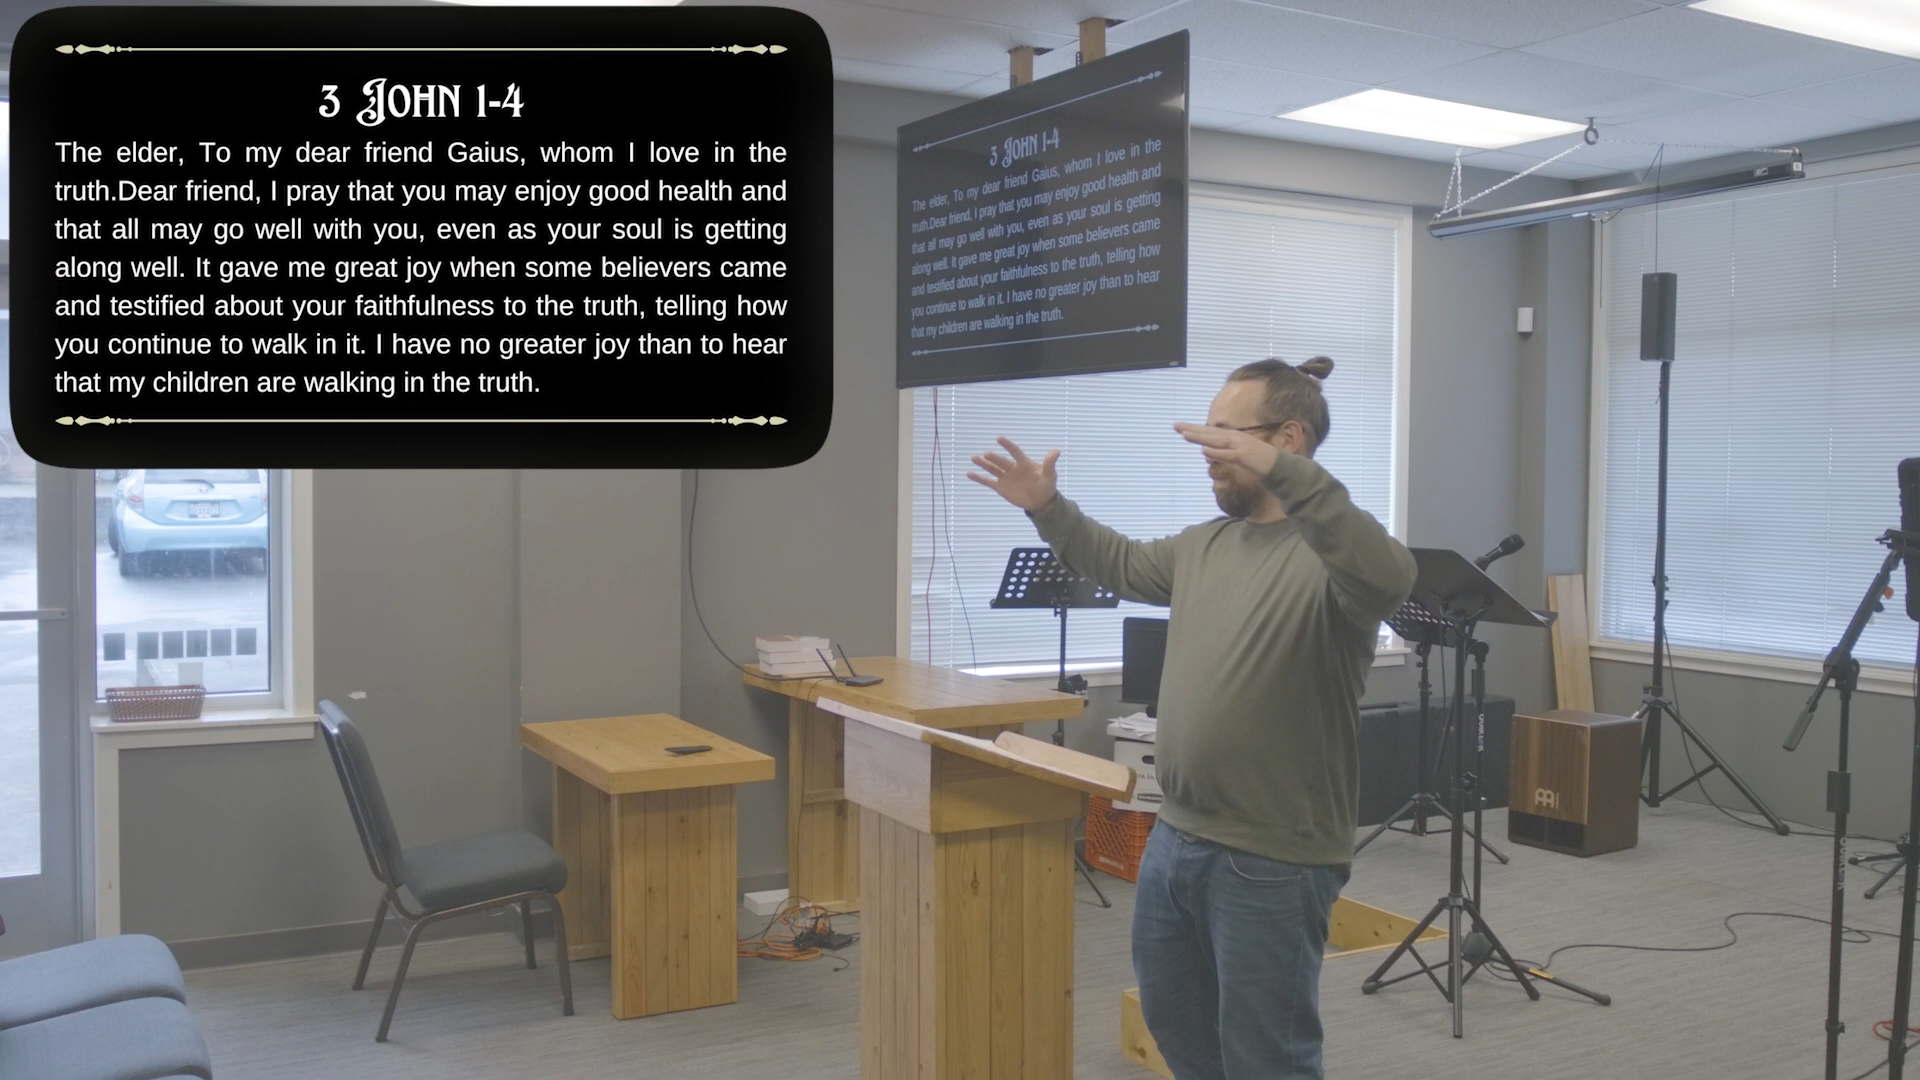 3 JOHN 1-4
The elder, To my dear friend Gaius, whom I love in the
truth.Dear friend, I pray that you may enjoy good health and
that all may go well with you, even as your soul is getting
along well. It gave me great joy when some believers came
and testified about your faithfulness to the truth, telling how
you continue to walk in it. I have no greater joy than to hear
that my children are walking in the truth.
3 JOHN 1-4
The elder, To my dear friend Gaius, whom I love in the
truth.Dear friend, I pray that you may enjoy good health and
that all may go well with you, even as your soul is getting
along well. It gave me great joy when some believers came
and testified about your faithfulness to the truth, telling how
you continue to walk in it. I have no greater joy than to hear
that my children are walking in the truth.